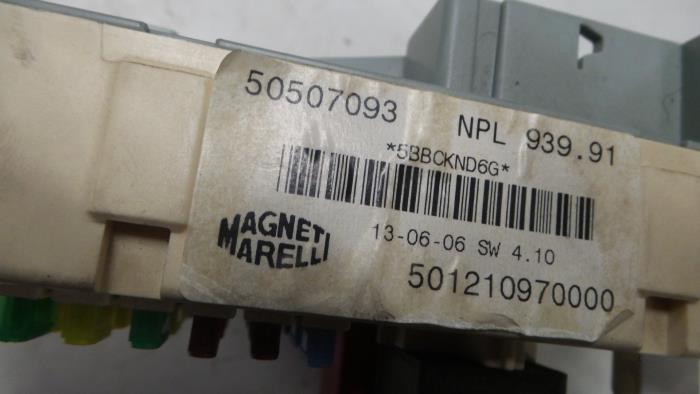 50507093 NPL 939.91
*5BBCKND6G*
MAGNETI
MARELLI
13-06-06 SW 4.10
501210970000